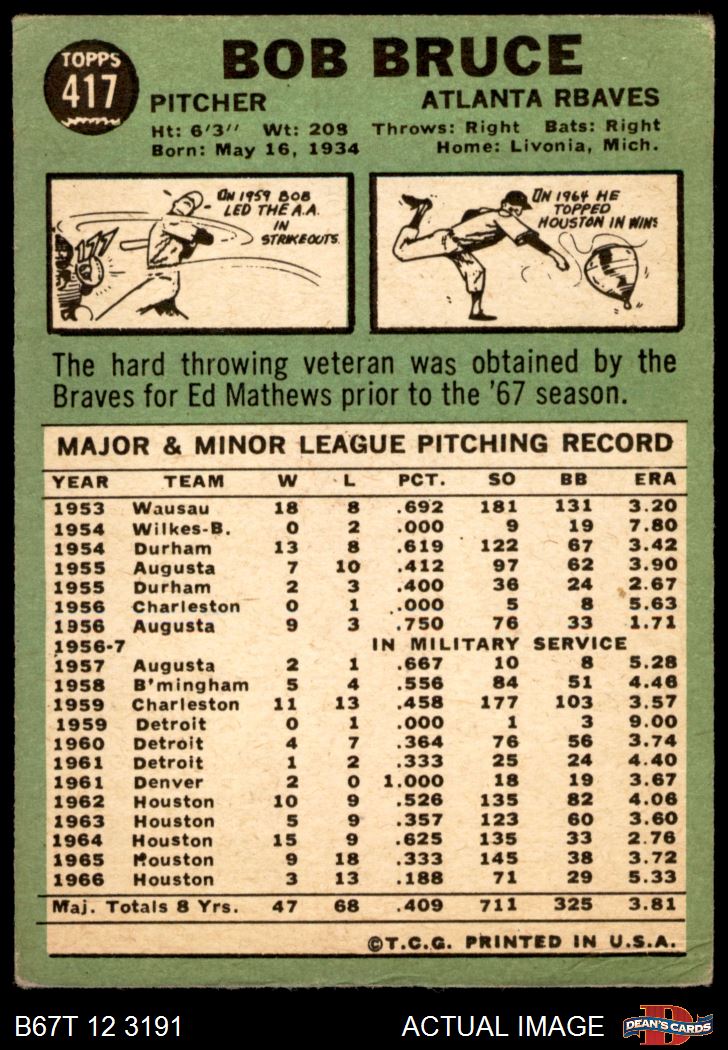 TOPPS
417
BOB BRUCE
PITCHER ATLANTA RBAVES
Ht: 6'3" Wt: 208 Throws: Right Bats: Right
Born: May 16, 1934 Home: Livonia, Mich.
ON 1959 BOB
LED THE A.A.
IN
STRIKEOUTS.
177
ON 1964 HE
TOPPED
HOUSTON IN WINS
The hard throwing veteran was obtained by the
Braves for Ed Mathews prior to the '67 season.
MAJOR & MINOR LEAGUE PITCHING RECORD
YEAR TEAM W L PCT. SO BB ERA
1953 Wausau 18 8 .692 181 131 3.20
1954 Wilkes-B. 0 2 .000 9 19 7.80
1954 Durham 13 8 .619 122 67 3.42
1955 Augusta 7 10 .412 97 62 3.90
1955 Durham 2 3 .400 36 24 2.67
1956 Charleston 0 1 .000 5 8 5.63
1956 Augusta 9 3 .750 76 33 1.71
1956-7 IN MILITARY SERVICE
1957 Augusta 2 1 .667 10 8 5.28
1958 B'mingham 5 4 .556 84 51 4.46
1959 Charleston 11 13 .458 177 103 3.57
1959 Detroit 0 1 .000 1 3 9.00
1960 Detroit 4 7 .364 76 56 3.74
1961 Detroit 1 2 .333 25 24 4.40
1961 Denver 2 0 1.000 18 19 3.67
1962 Houston 10 9 .526 135 82 4.06
1963 Houston 5 9 .357 123 60 3.60
1964 Houston 15 9 .625 135 33 2.76
1965 Houston 9 18 .333 145 38 3.72
1966 Houston 3 13 .188 71 29 5.33
Maj. Totals 8 Yrs. 47 68 .409 711 325 3.81
©T.C.G. PRINTED IN U.S.A.
B67T 12 3191 ACTUAL IMAGE D DEAN'S CARDS